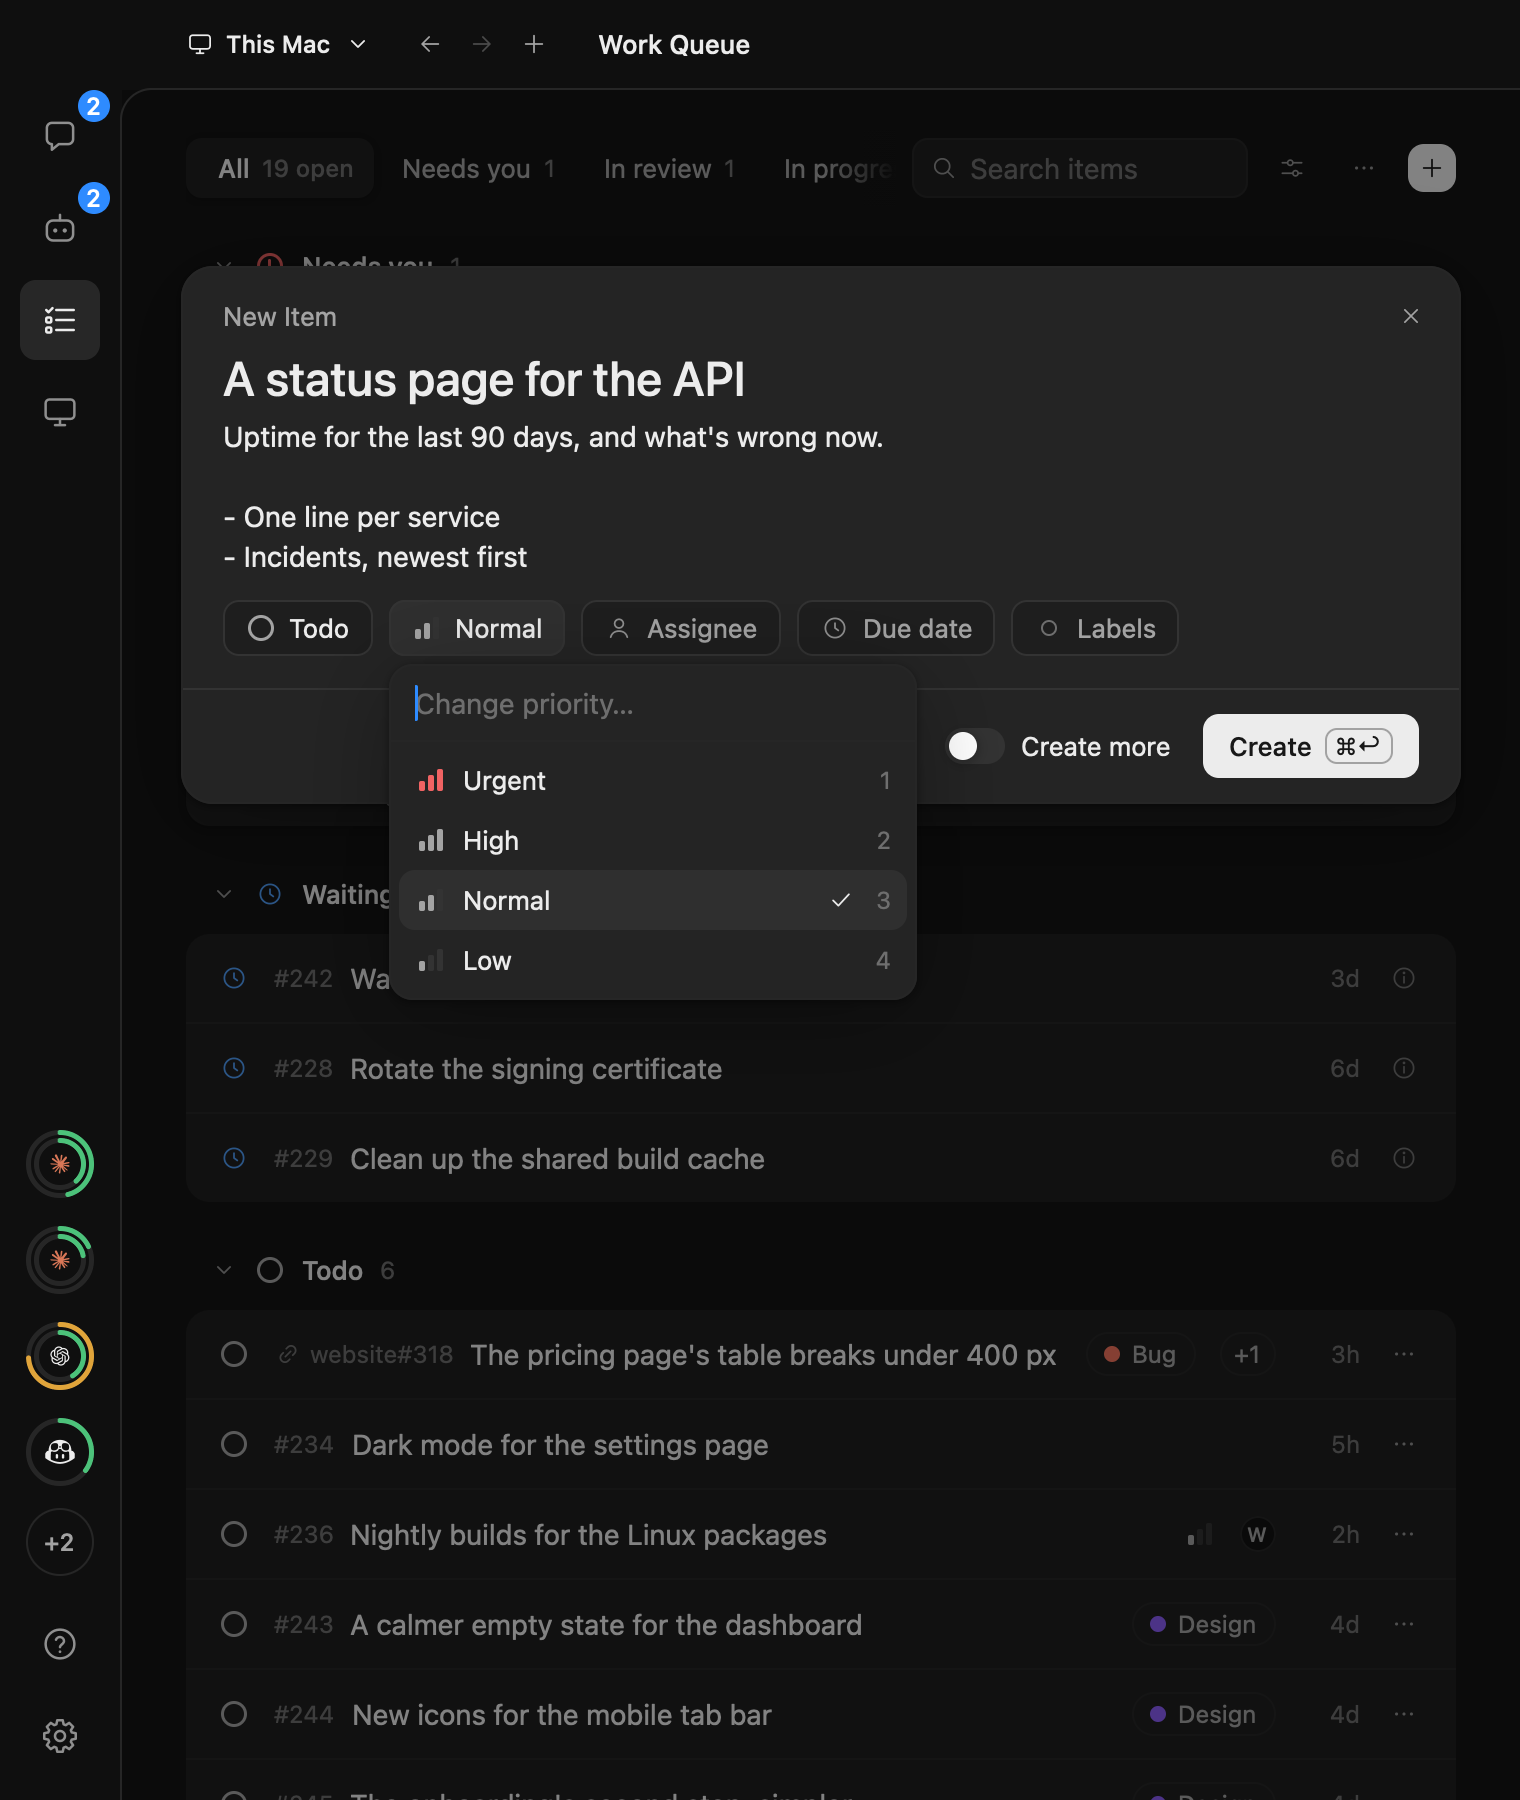 This Mac
Work Queue
2
2
All 19 open
Needs you 1
In review 1
In progre
Search items
Needs you 1
New Item
A status page for the API
Uptime for the last 90 days, and what's wrong now.
- One line per service
- Incidents, newest first
Todo
Normal
Assignee
Due date
Labels
Change priority...
Urgent 1
High 2
Normal 3
Low 4
Create more
Create ⌘↩
Waiting
#242 Wa 3d
#228 Rotate the signing certificate 6d
#229 Clean up the shared build cache 6d
Todo 6
website#318 The pricing page's table breaks under 400 px Bug +1 3h
#234 Dark mode for the settings page 5h
#236 Nightly builds for the Linux packages W 2h
#243 A calmer empty state for the dashboard Design 4d
#244 New icons for the mobile tab bar Design 4d
+2